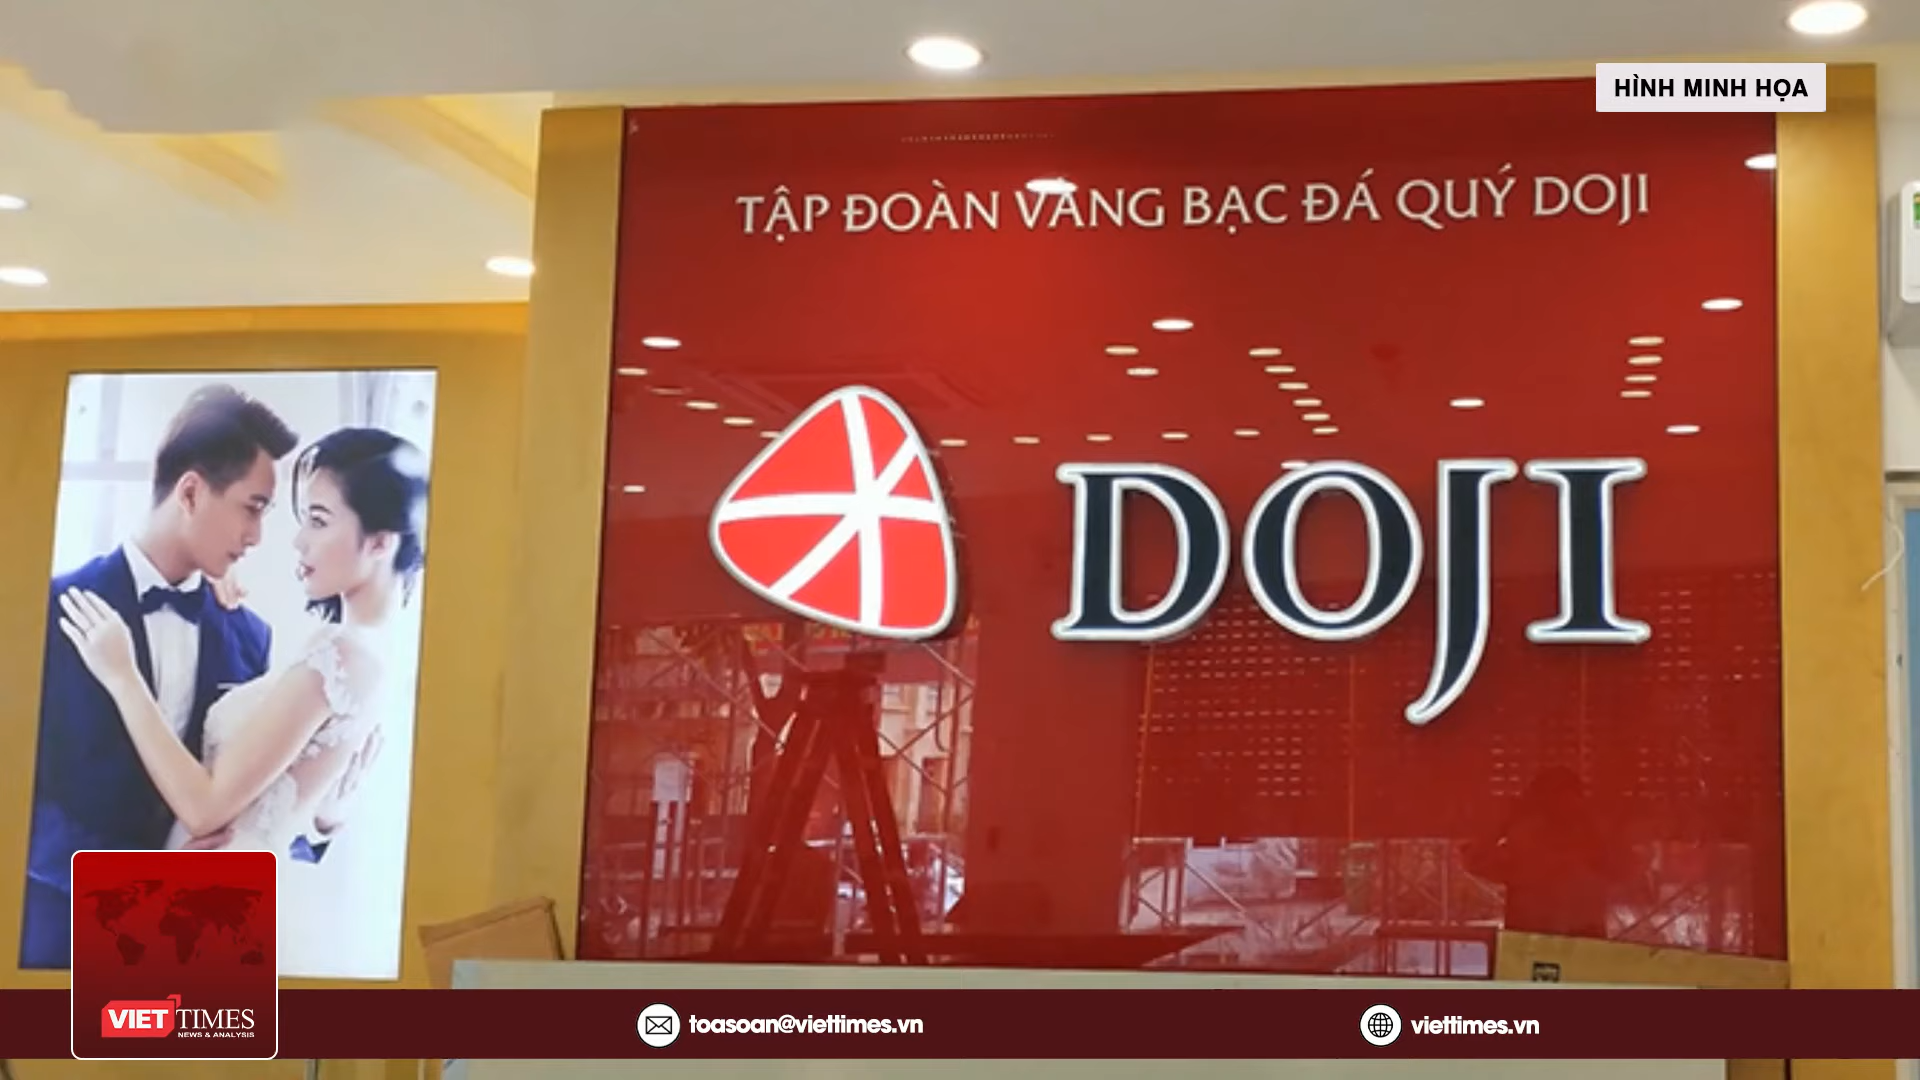 HÌNH MINH HỌA
TẬP ĐOÀN VÀNG BẠC ĐÁ QUÝ DOJI
DOJI
VIETTIMES
NEWS & ANALYSIS
toasoan@viettimes.vn
viettimes.vn